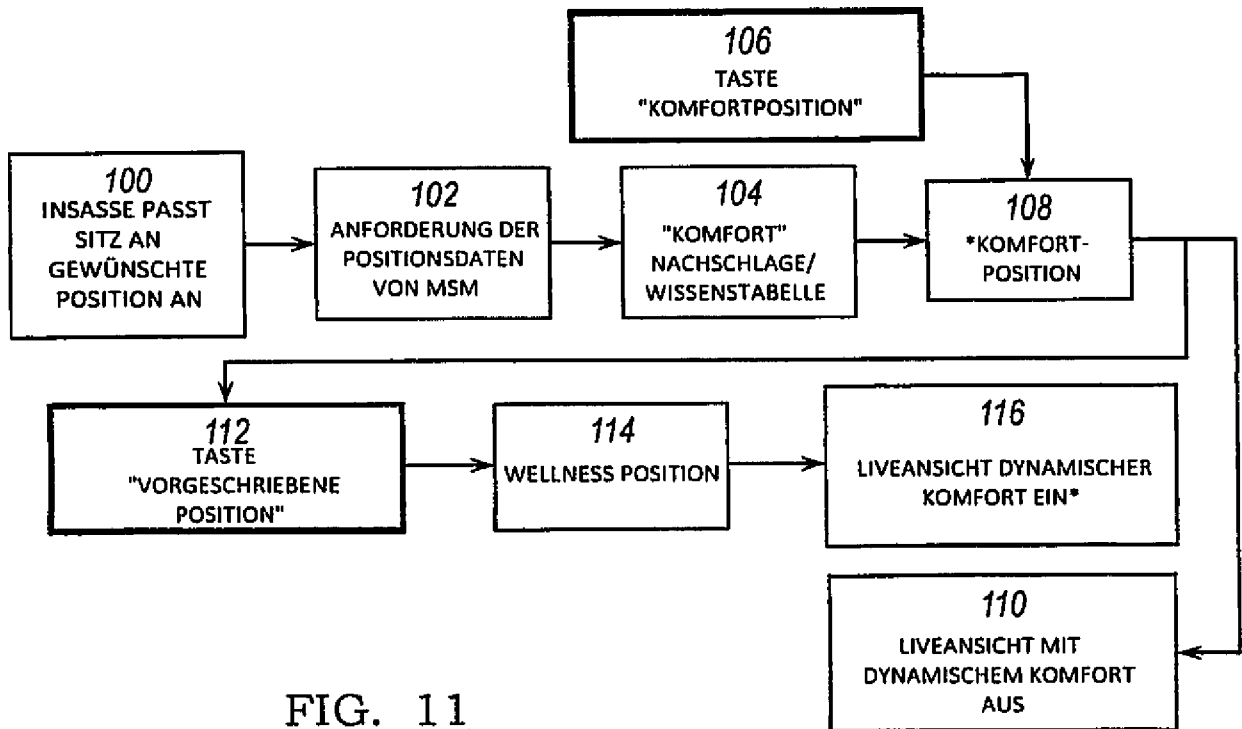 106
TASTE
"KOMFORTPOSITION"
100
INSASSE PASST
SITZ AN
GEWÜNSCHTE
POSITION AN
102
ANFORDERUNG DER
POSITIONSDATEN
VON MSM
104
"KOMFORT"
NACHSCHLAGE/
WISSENSTABELLE
108
*KOMFORT-
POSITION
112
TASTE
"VORGESCHRIEBENE
POSITION"
114
WELLNESS POSITION
116
LIVEANSICHT DYNAMISCHER
KOMFORT EIN*
110
LIVEANSICHT MIT
DYNAMISCHEM KOMFORT
AUS
FIG. 11